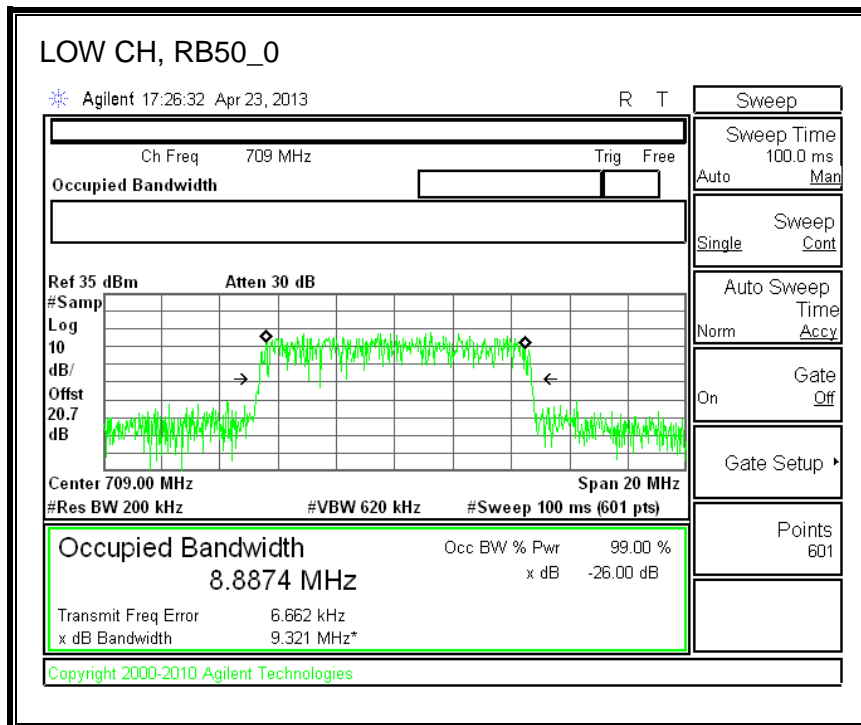 LOW CH, RB50_0
Agilent 17:26:32 Apr 23, 2013 R T
Sweep
Ch Freq 709 MHz Trig Free
Occupied Bandwidth
Sweep Time
100.0 ms
Auto Man
Sweep
Single Cont
Auto Sweep
Time
Norm Accy
Gate
On Off
Gate Setup
Points
601
Ref 35 dBm Atten 30 dB
#Samp
Log
10
dB/
Offst
20.7
dB
Center 709.00 MHz Span 20 MHz
#Res BW 200 kHz #VBW 620 kHz #Sweep 100 ms (601 pts)
Occupied Bandwidth Occ BW % Pwr 99.00 %
8.8874 MHz x dB -26.00 dB
Transmit Freq Error 6.662 kHz
x dB Bandwidth 9.321 MHz*
Copyright 2000-2010 Agilent Technologies